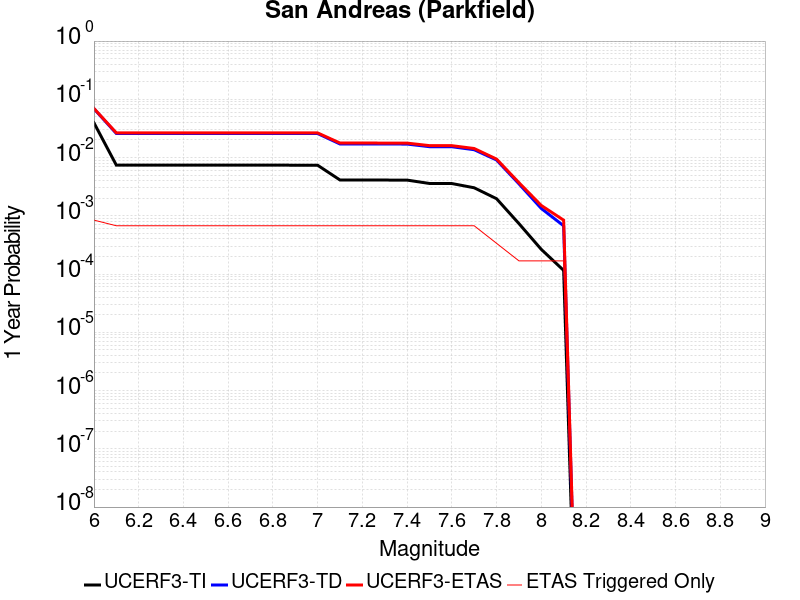 San Andreas (Parkfield)
10^0
10^-1
10^-2
10^-3
10^-4
10^-5
10^-6
10^-7
10^-8
1 Year Probability
6 6.2 6.4 6.6 6.8 7 7.2 7.4 7.6 7.8 8 8.2 8.4 8.6 8.8 9
Magnitude
UCERF3-TI UCERF3-TD UCERF3-ETAS ETAS Triggered Only